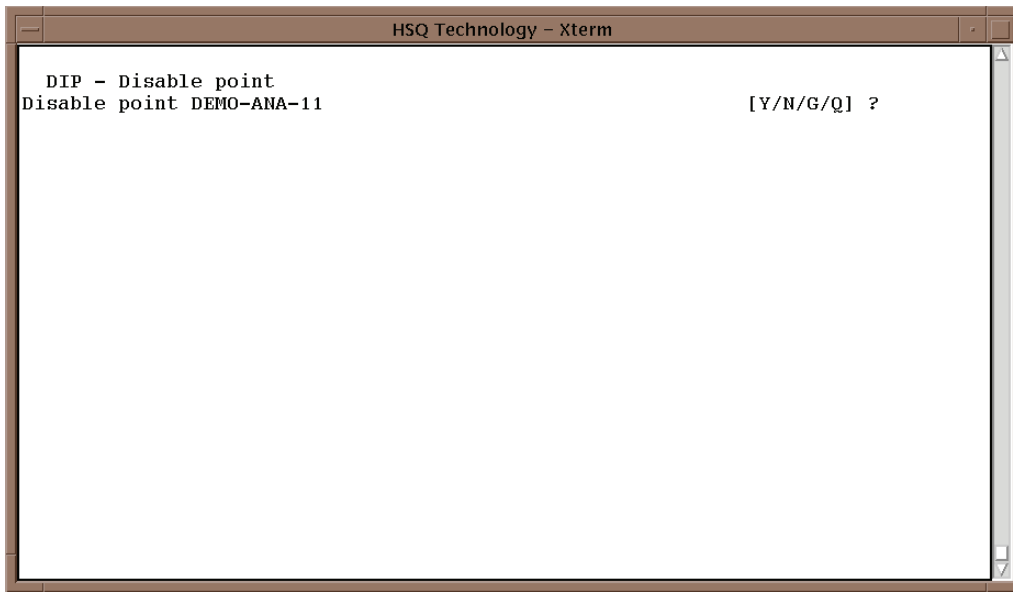 HSQ Technology – Xterm
DIP – Disable point
Disable point DEMO-ANA-11 [Y/N/G/Q] ?